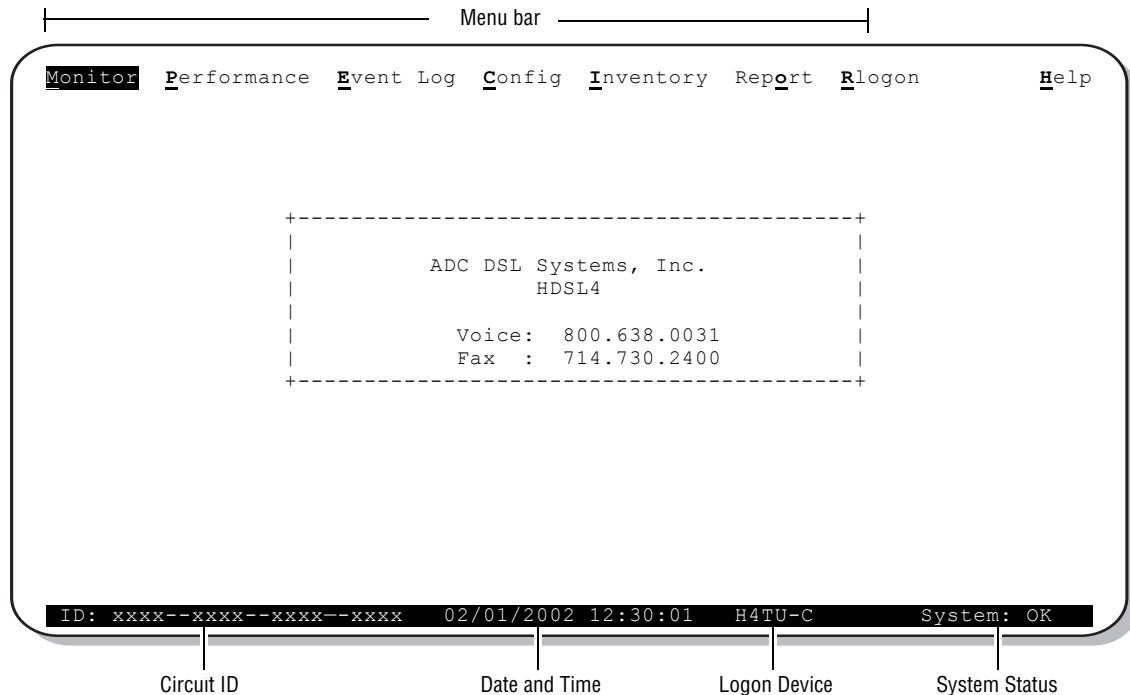 Menu bar
Monitor Performance Event Log Config Inventory Report Rlogon Help
ADC DSL Systems, Inc.
HDSL4
Voice: 800.638.0031
Fax : 714.730.2400
ID: xxxx--xxxx--xxxx—-xxxx 02/01/2002 12:30:01 H4TU-C System: OK
Circuit ID Date and Time Logon Device System Status